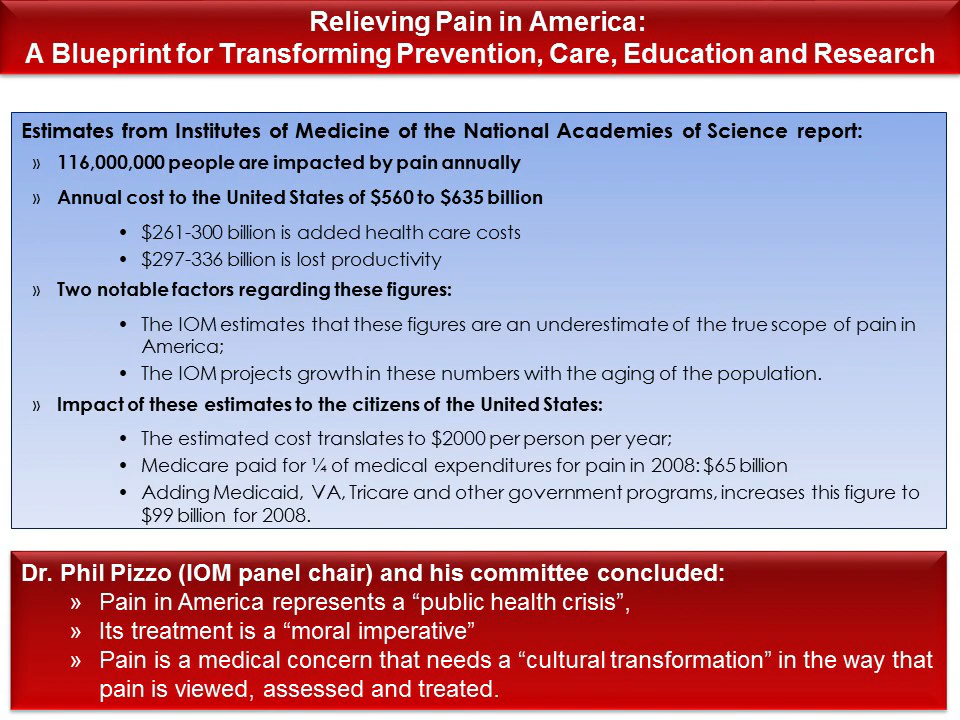 Relieving Pain in America:
A Blueprint for Transforming Prevention, Care, Education and Research
Estimates from Institutes of Medicine of the National Academies of Science report:
» 116,000,000 people are impacted by pain annually
» Annual cost to the United States of $560 to $635 billion
• $261-300 billion is added health care costs
• $297-336 billion is lost productivity
» Two notable factors regarding these figures:
• The IOM estimates that these figures are an underestimate of the true scope of pain in
America;
• The IOM projects growth in these numbers with the aging of the population.
» Impact of these estimates to the citizens of the United States:
• The estimated cost translates to $2000 per person per year;
• Medicare paid for ¼ of medical expenditures for pain in 2008: $65 billion
• Adding Medicaid, VA, Tricare and other government programs, increases this figure to
$99 billion for 2008.
Dr. Phil Pizzo (IOM panel chair) and his committee concluded:
» Pain in America represents a “public health crisis”,
» Its treatment is a “moral imperative”
» Pain is a medical concern that needs a “cultural transformation” in the way that
pain is viewed, assessed and treated.